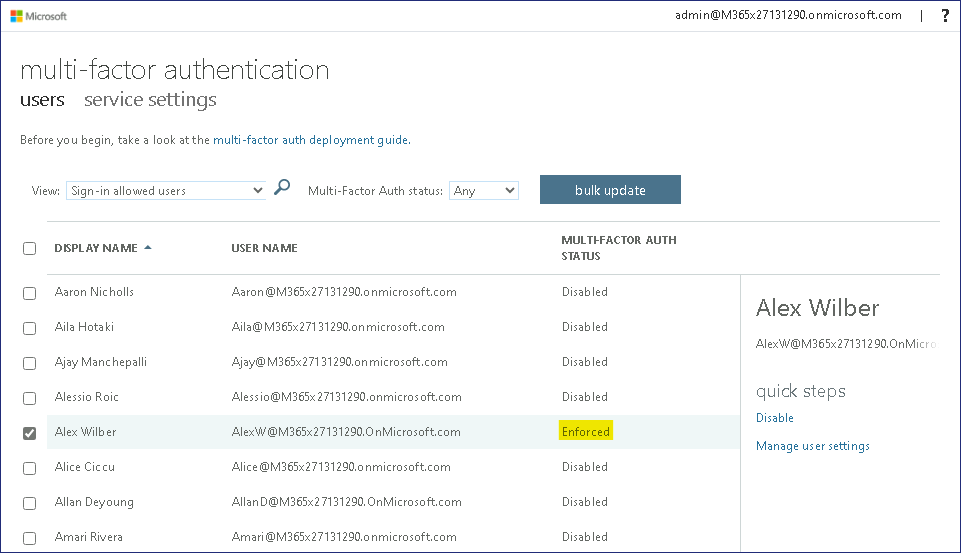 Microsoft
admin@M365x27131290.onmicrosoft.com | ?
multi-factor authentication
users service settings
Before you begin, take a look at the multi-factor auth deployment guide.
View: Sign-in allowed users Multi-Factor Auth status: Any bulk update
DISPLAY NAME USER NAME MULTI-FACTOR AUTH STATUS
Aaron Nicholls Aaron@M365x27131290.onmicrosoft.com Disabled
Aila Hotaki Aila@M365x27131290.onmicrosoft.com Disabled
Ajay Manchepalli Ajay@M365x27131290.onmicrosoft.com Disabled
Alessio Roic Alessio@M365x27131290.onmicrosoft.com Disabled
Alex Wilber AlexW@M365x27131290.OnMicrosoft.com Enforced
Alice Ciccu Alice@M365x27131290.onmicrosoft.com Disabled
Allan Deyoung AllanD@M365x27131290.OnMicrosoft.com Disabled
Amari Rivera Amari@M365x27131290.onmicrosoft.com Disabled
Alex Wilber
AlexW@M365x27131290.OnMicro
quick steps
Disable
Manage user settings